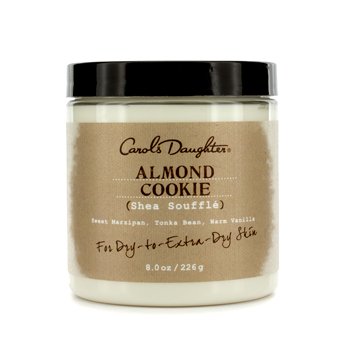 Carol's Daughter®
ALMOND
COOKIE
(Shea Soufflé)
Sweet Marzipan, Tonka Bean, Warm Vanilla
For Dry-to-Extra-Dry Skin
8.0 oz / 226 g